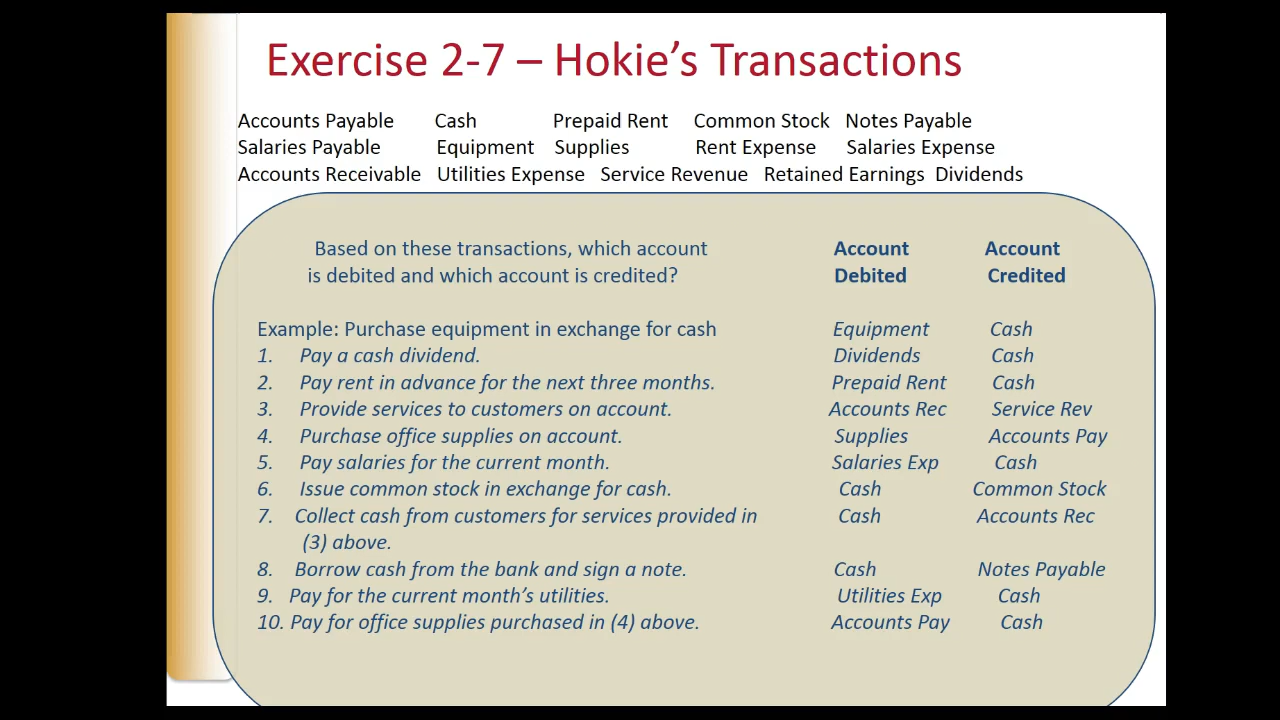 Exercise 2-7 – Hokie's Transactions
Accounts Payable Cash Prepaid Rent Common Stock Notes Payable
Salaries Payable Equipment Supplies Rent Expense Salaries Expense
Accounts Receivable Utilities Expense Service Revenue Retained Earnings Dividends
Based on these transactions, which account Account Account
is debited and which account is credited? Debited Credited
Example: Purchase equipment in exchange for cash Equipment Cash
1. Pay a cash dividend. Dividends Cash
2. Pay rent in advance for the next three months. Prepaid Rent Cash
3. Provide services to customers on account. Accounts Rec Service Rev
4. Purchase office supplies on account. Supplies Accounts Pay
5. Pay salaries for the current month. Salaries Exp Cash
6. Issue common stock in exchange for cash. Cash Common Stock
7. Collect cash from customers for services provided in Cash Accounts Rec
(3) above.
8. Borrow cash from the bank and sign a note. Cash Notes Payable
9. Pay for the current month's utilities. Utilities Exp Cash
10. Pay for office supplies purchased in (4) above. Accounts Pay Cash